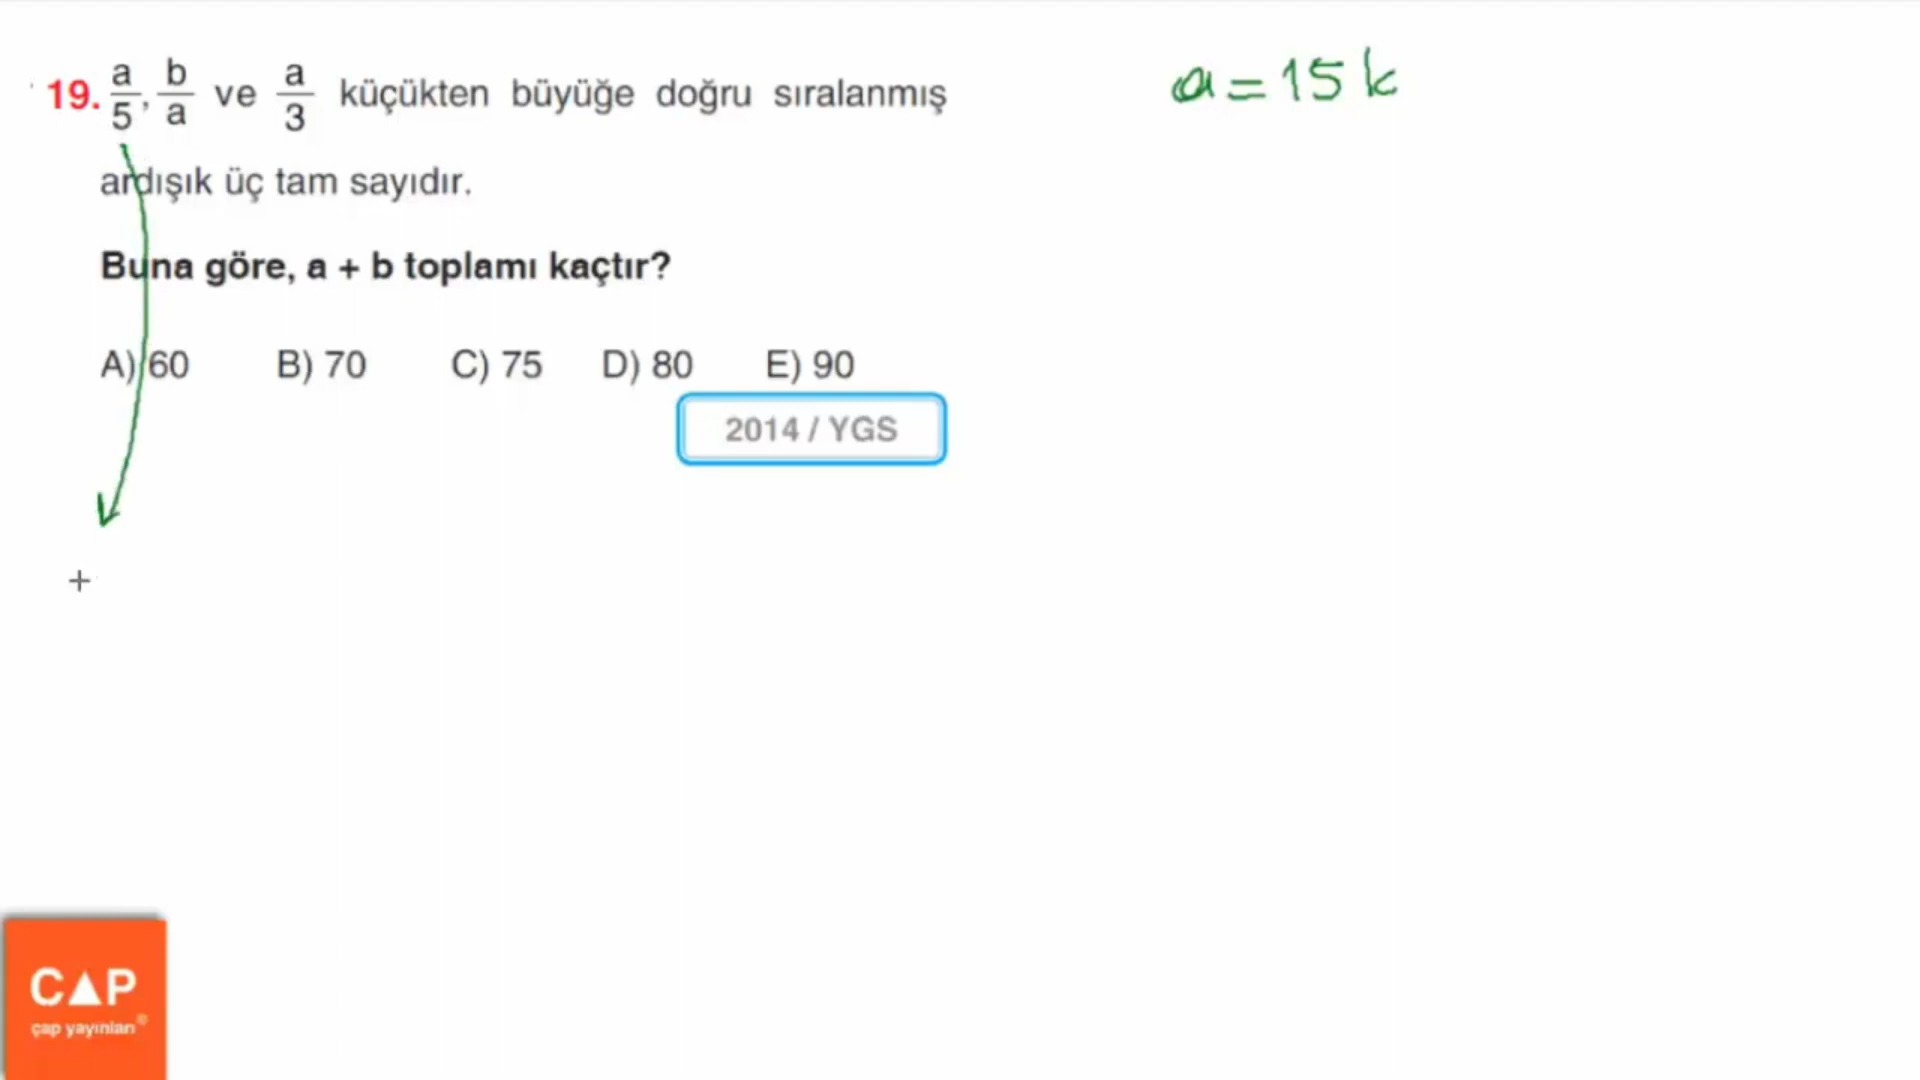 19. a/5, b/a ve a/3 küçükten büyüğe doğru sıralanmış
ardışık üç tam sayıdır.
Buna göre, a + b toplamı kaçtır?
A) 60 B) 70 C) 75 D) 80 E) 90
2014 / YGS
a = 15k
CAP
çap yayınları®